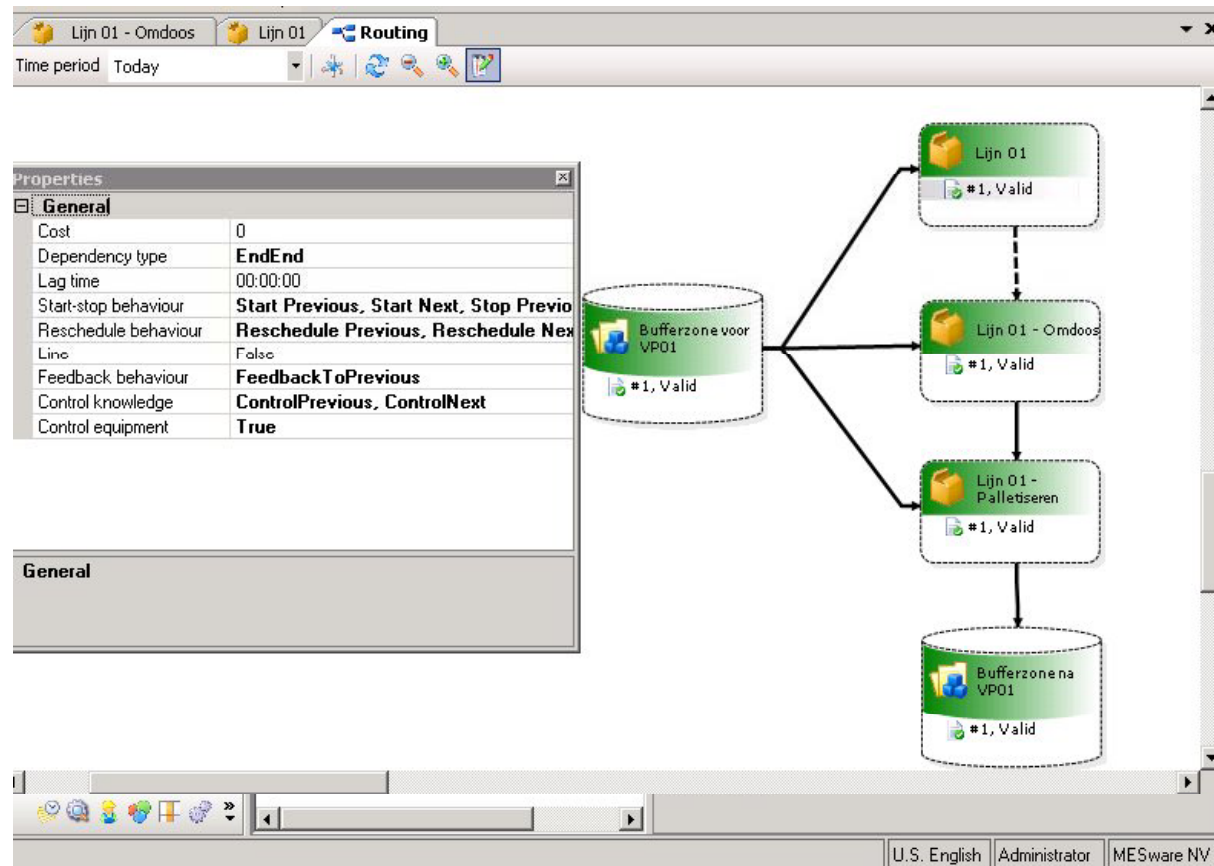 Lijn 01 - Omdoos
Lijn 01
Routing
Time period Today
Properties
General
Cost 0
Dependency type EndEnd
Lag time 00:00:00
Start-stop behaviour Start Previous, Start Next, Stop Previo
Reschedule behaviour Reschedule Previous, Reschedule Nex
Line False
Feedback behaviour FeedbackToPrevious
Control knowledge ControlPrevious, ControlNext
Control equipment True
General
Bufferzone voor
VP01
#1, Valid
Lijn 01
#1, Valid
Lijn 01 - Omdoos
#1, Valid
Lijn 01 -
Palletiseren
#1, Valid
Bufferzone na
VP01
#1, Valid
U.S. English Administrator MESware NV